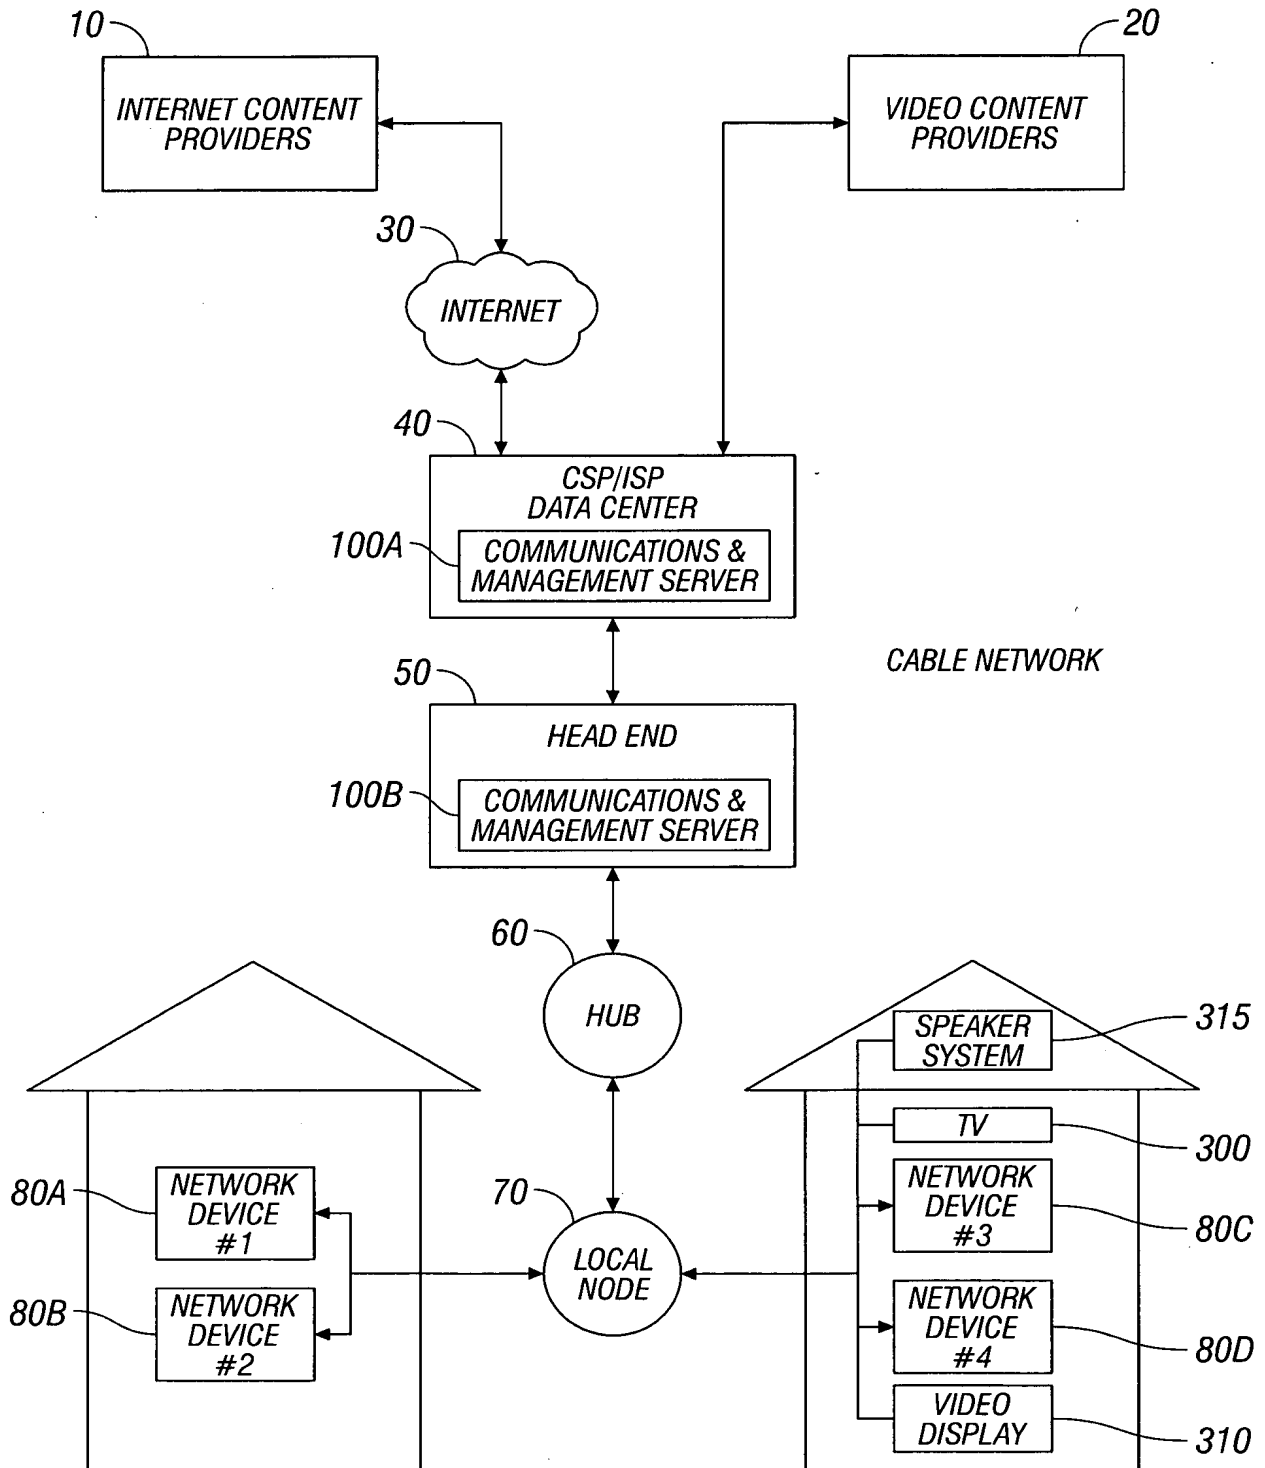 10
20
INTERNET CONTENT
PROVIDERS
VIDEO CONTENT
PROVIDERS
30
INTERNET
40
CSP/ISP
DATA CENTER
100A
COMMUNICATIONS &
MANAGEMENT SERVER
CABLE NETWORK
50
HEAD END
100B
COMMUNICATIONS &
MANAGEMENT SERVER
60
HUB
SPEAKER
SYSTEM
315
TV
300
80A
NETWORK
DEVICE
#1
70
LOCAL
NODE
NETWORK
DEVICE
#3
80C
80B
NETWORK
DEVICE
#2
NETWORK
DEVICE
#4
80D
VIDEO
DISPLAY
310